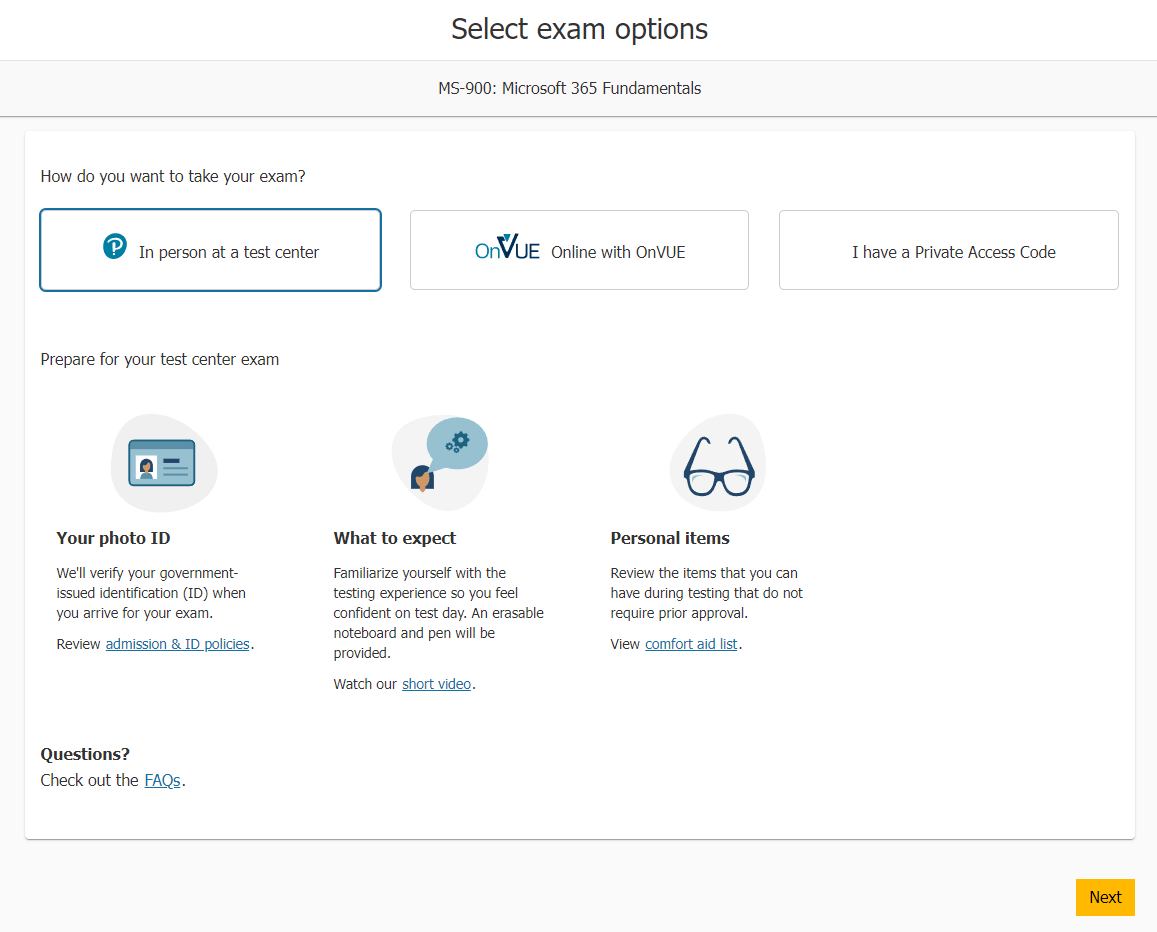 Select exam options
MS-900: Microsoft 365 Fundamentals
How do you want to take your exam?
In person at a test center
OnVUE Online with OnVUE
I have a Private Access Code
Prepare for your test center exam
Your photo ID
We'll verify your government-
issued identification (ID) when
you arrive for your exam.
Review admission & ID policies.
What to expect
Familiarize yourself with the
testing experience so you feel
confident on test day. An erasable
noteboard and pen will be
provided.
Watch our short video.
Personal items
Review the items that you can
have during testing that do not
require prior approval.
View comfort aid list.
Questions?
Check out the FAQs.
Next